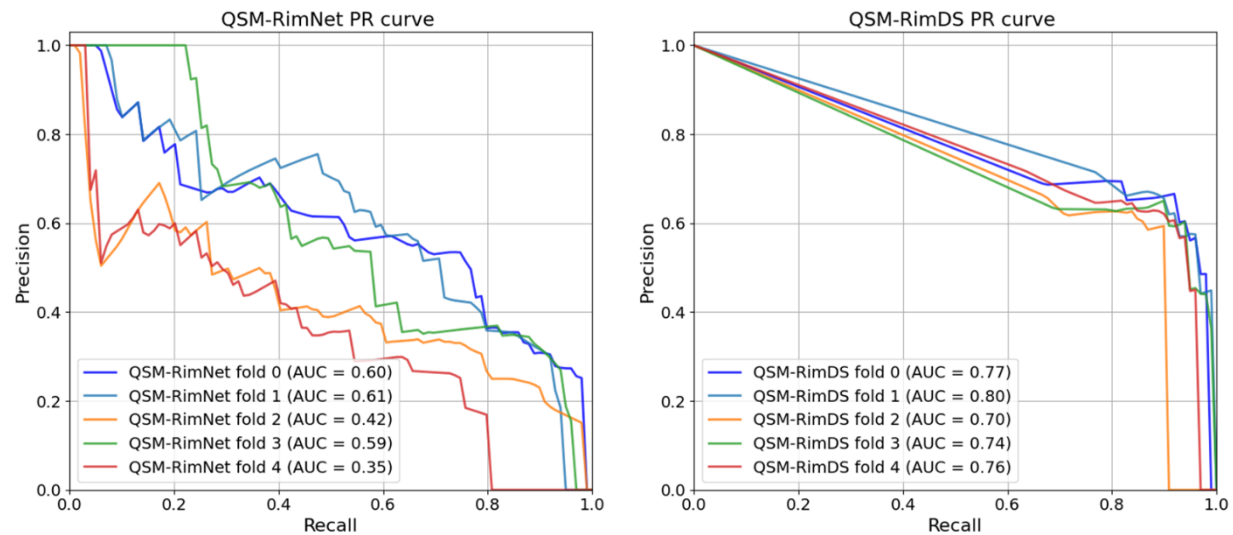 QSM-RimNet PR curve
1.0
0.8
0.6
0.4
0.2
0.0
Precision
QSM-RimNet fold 0 (AUC = 0.60)
QSM-RimNet fold 1 (AUC = 0.61)
QSM-RimNet fold 2 (AUC = 0.42)
QSM-RimNet fold 3 (AUC = 0.59)
QSM-RimNet fold 4 (AUC = 0.35)
0.0 0.2 0.4 0.6 0.8 1.0
Recall
QSM-RimDS PR curve
1.0
0.8
0.6
0.4
0.2
0.0
Precision
QSM-RimDS fold 0 (AUC = 0.77)
QSM-RimDS fold 1 (AUC = 0.80)
QSM-RimDS fold 2 (AUC = 0.70)
QSM-RimDS fold 3 (AUC = 0.74)
QSM-RimDS fold 4 (AUC = 0.76)
0.0 0.2 0.4 0.6 0.8 1.0
Recall